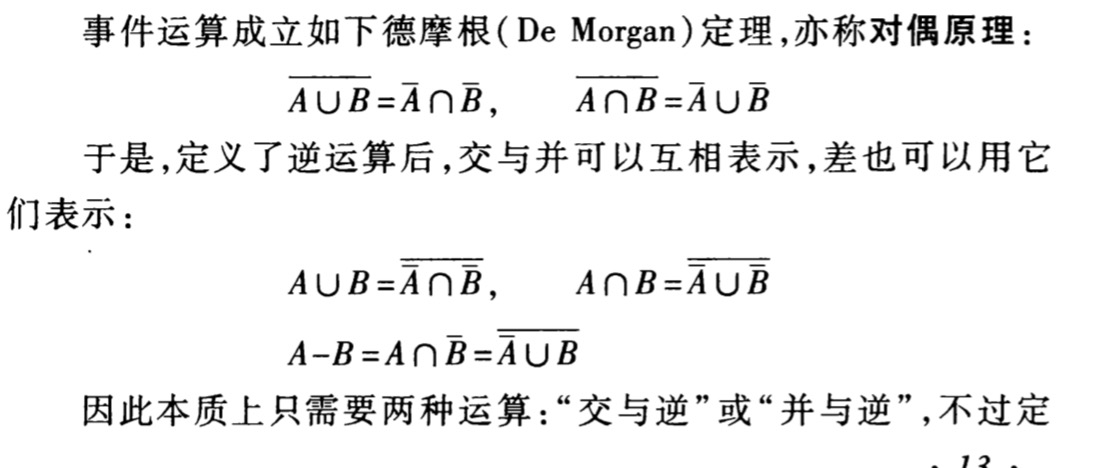 事件运算成立如下德摩根(De Morgan)定理,亦称对偶原理:
$\overline{A\cup B}=\bar{A}\cap\bar{B}$, $\overline{A\cap B}=\bar{A}\cup\bar{B}$
于是,定义了逆运算后,交与并可以互相表示,差也可以用它
们表示:
$A\cup B=\overline{\bar{A}\cap\bar{B}}$, $A\cap B=\overline{\bar{A}\cup\bar{B}}$
$A-B=A\cap\bar{B}=\overline{\bar{A}\cup B}$
因此本质上只需要两种运算:“交与逆”或“并与逆”,不过定
· 13 ·